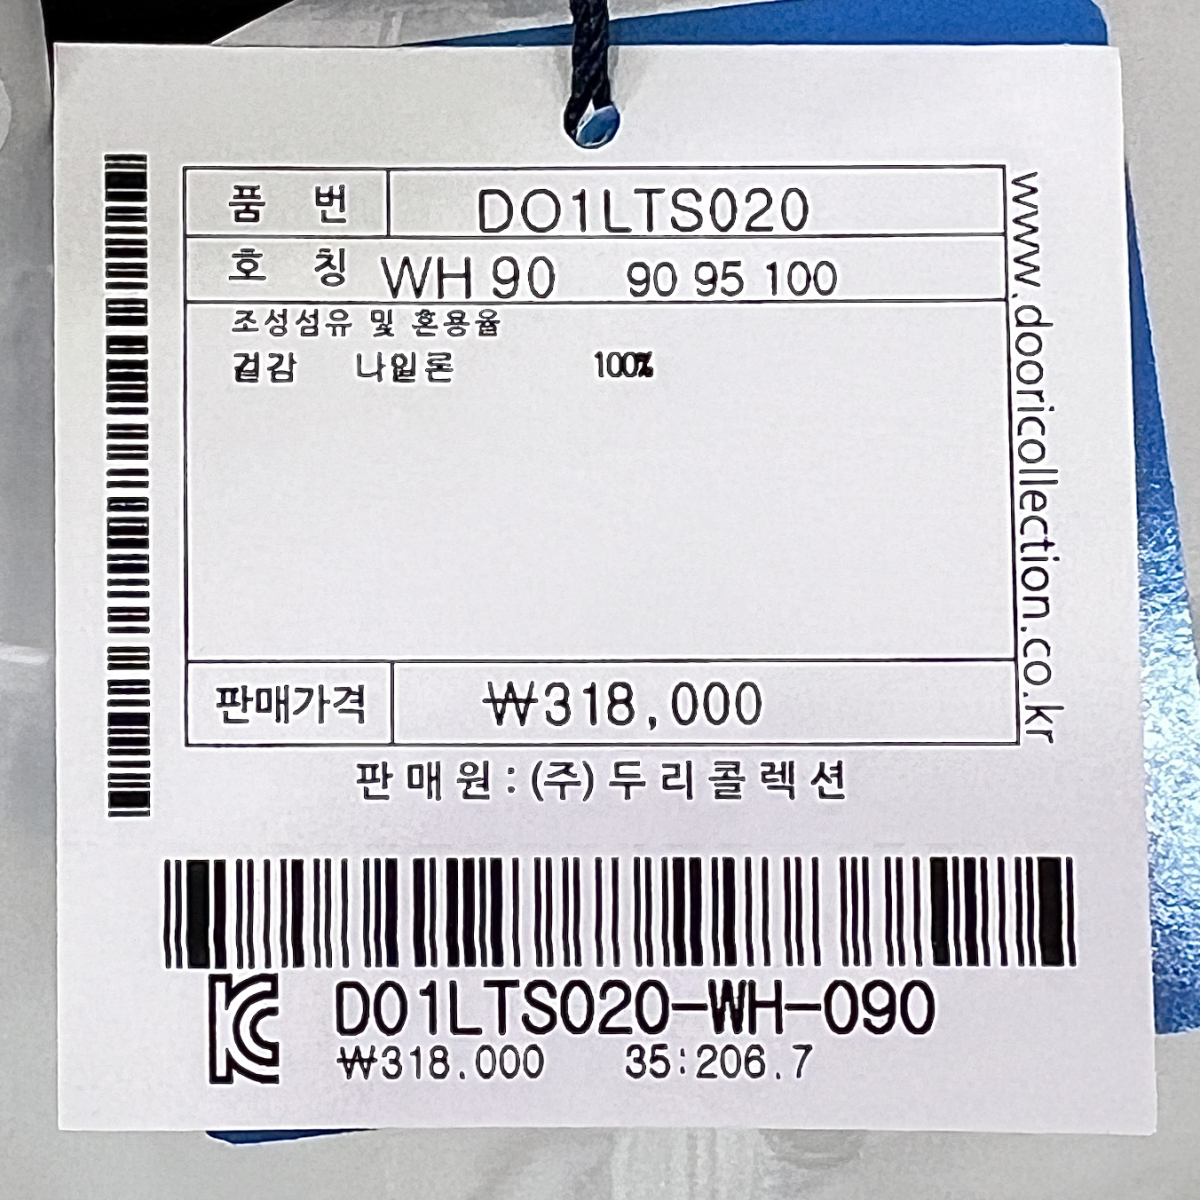 품 번 DO1LTS020
호 칭 WH 90 90 95 100
조성섬유 및 혼용율
겉감 나일론 100%
판매가격 ₩318,000
판매원:(주)두리콜렉션
www.dooricollection.co.kr
DO1LTS020-WH-090
₩318.000 35:206.7